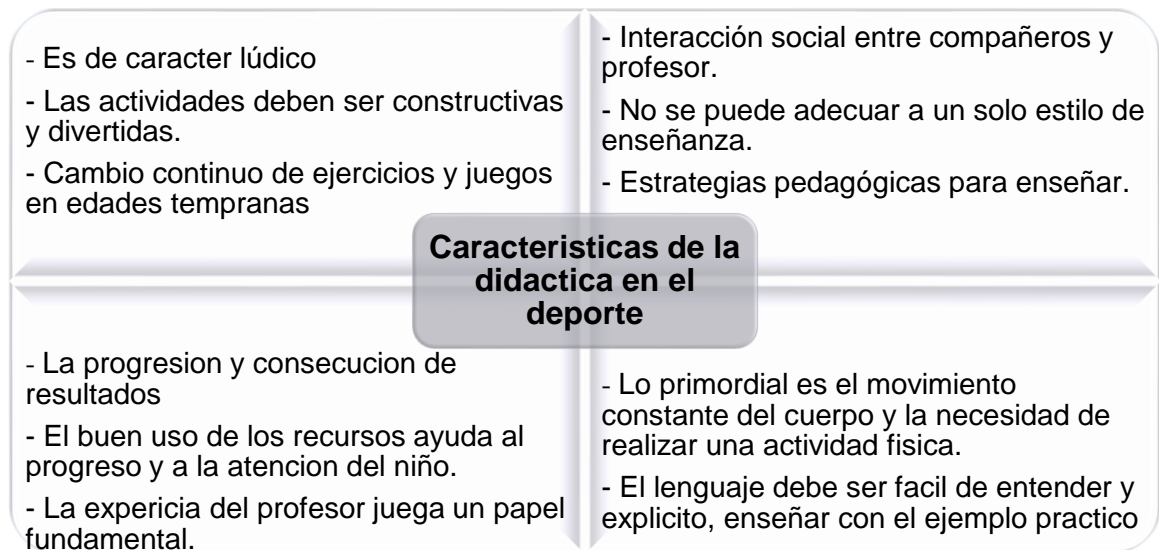 - Es de caracter lúdico
- Las actividades deben ser constructivas
y divertidas.
- Cambio continuo de ejercicios y juegos
en edades tempranas
- Interacción social entre compañeros y
profesor.
- No se puede adecuar a un solo estilo de
enseñanza.
- Estrategias pedagógicas para enseñar.
Caracteristicas de la
didactica en el
deporte
- La progresion y consecucion de
resultados
- El buen uso de los recursos ayuda al
progreso y a la atencion del niño.
- La expericia del profesor juega un papel
fundamental.
- Lo primordial es el movimiento
constante del cuerpo y la necesidad de
realizar una actividad fisica.
- El lenguaje debe ser facil de entender y
explicito, enseñar con el ejemplo practico